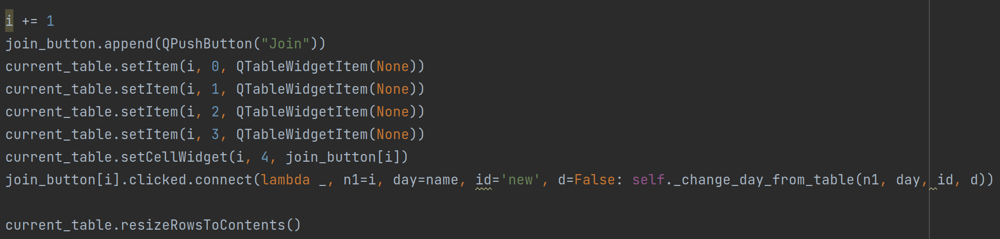 i += 1
join_button.append(QPushButton("Join"))
current_table.setItem(i, 0, QTableWidgetItem(None))
current_table.setItem(i, 1, QTableWidgetItem(None))
current_table.setItem(i, 2, QTableWidgetItem(None))
current_table.setItem(i, 3, QTableWidgetItem(None))
current_table.setCellWidget(i, 4, join_button[i])
join_button[i].clicked.connect(lambda _, n1=i, day=name, id='new', d=False: self._change_day_from_table(n1, day, id, d))
current_table.resizeRowsToContents()